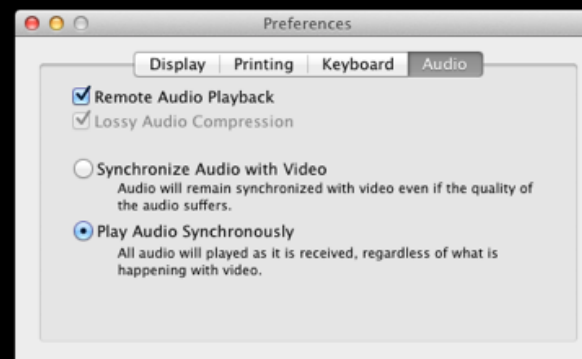 Preferences
Display Printing Keyboard Audio
Remote Audio Playback
Lossy Audio Compression
Synchronize Audio with Video
Audio will remain synchronized with video even if the quality of
the audio suffers.
Play Audio Synchronously
All audio will played as it is received, regardless of what is
happening with video.